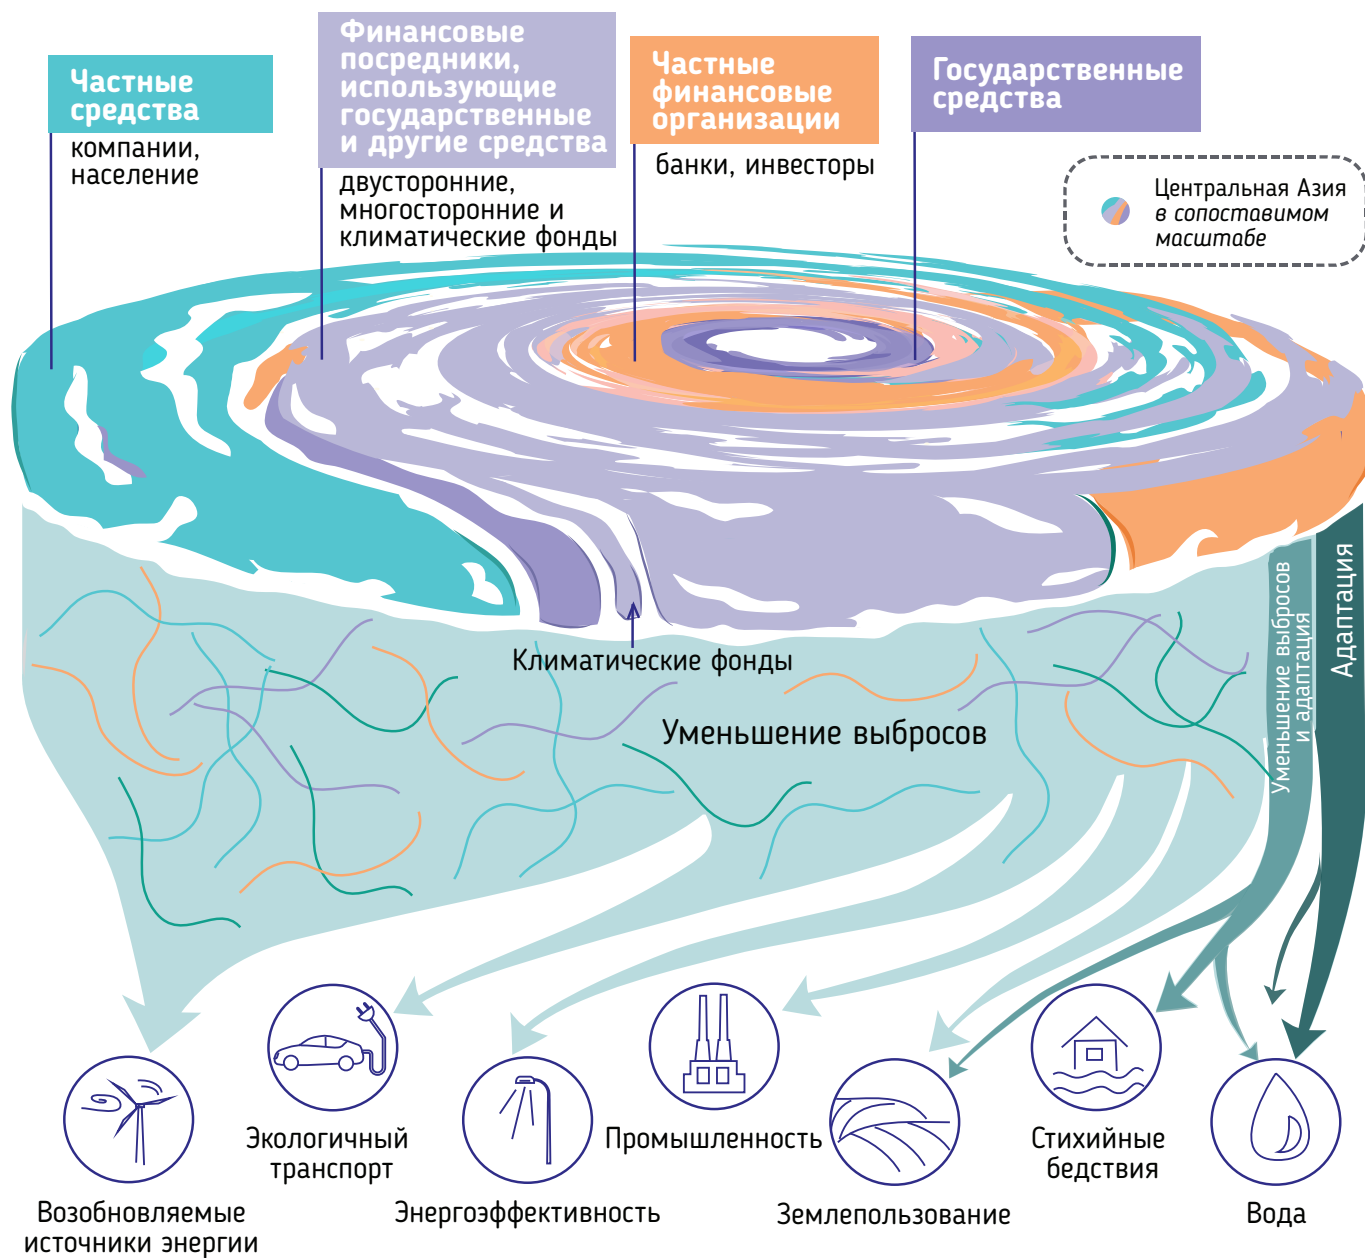 Частные
средства
компании,
население
Финансовые
посредники,
использующие
государственные
и другие средства
двусторонние,
многосторонние и
климатические фонды
Частные
финансовые
организации
банки, инвесторы
Государственные
средства
Центральная Азия
в сопоставимом
масштабе
Климатические фонды
Уменьшение выбросов
Уменьшение выбросов
и адаптация
Адаптация
Возобновляемые
источники энергии
Экологичный
транспорт
Энергоэффективность
Промышленность
Землепользование
Стихийные
бедствия
Вода